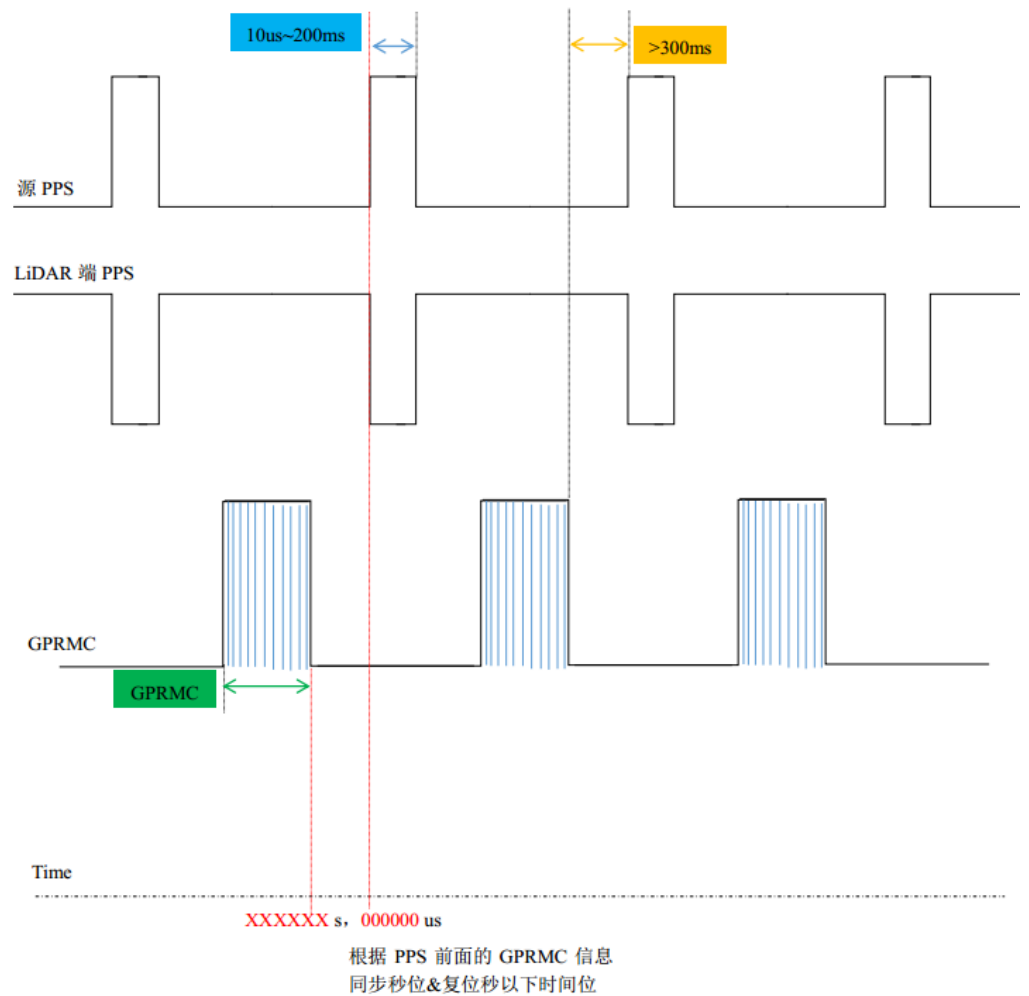 10us~200ms
>300ms
源 PPS
LiDAR 端 PPS
GPRMC
GPRMC
Time
XXXXXX s，000000 us
根据 PPS 前面的 GPRMC 信息
同步秒位&复位秒以下时间位